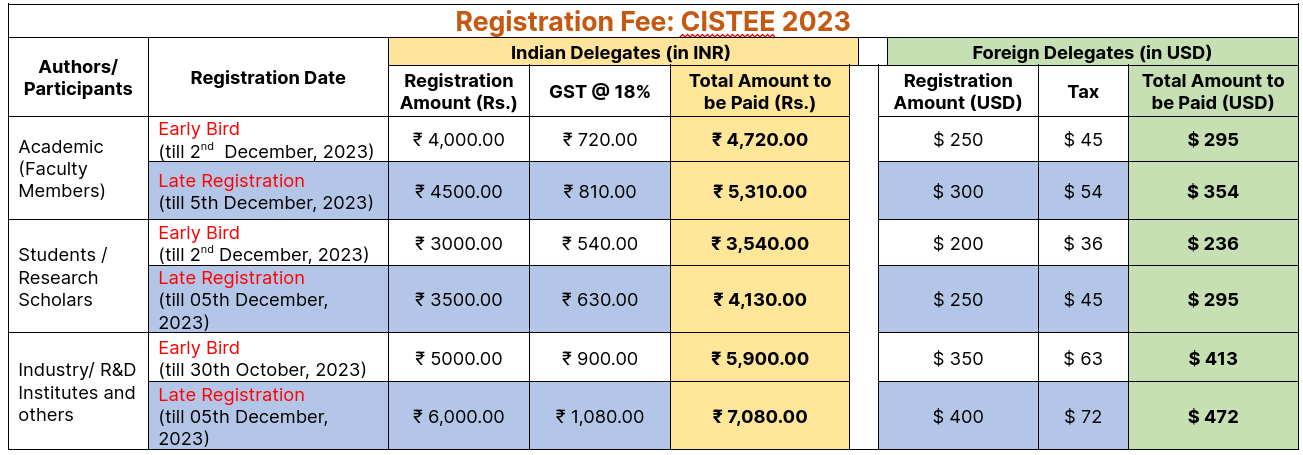 Registration Fee: CISTEE 2023
Authors/
Participants
Registration Date
Indian Delegates (in INR)
Foreign Delegates (in USD)
Registration
Amount (Rs.)
GST @ 18%
Total Amount to
be Paid (Rs.)
Registration
Amount (USD)
Tax
Total Amount to
be Paid (USD)
Academic
(Faculty
Members)
Early Bird
(till 2nd December, 2023)
₹ 4,000.00
₹ 720.00
₹ 4,720.00
$ 250
$ 45
$ 295
Late Registration
(till 5th December, 2023)
₹ 4500.00
₹ 810.00
₹ 5,310.00
$ 300
$ 54
$ 354
Students /
Research
Scholars
Early Bird
(till 2nd December, 2023)
₹ 3000.00
₹ 540.00
₹ 3,540.00
$ 200
$ 36
$ 236
Late Registration
(till 05th December,
2023)
₹ 3500.00
₹ 630.00
₹ 4,130.00
$ 250
$ 45
$ 295
Industry/ R&D
Institutes and
others
Early Bird
(till 30th October, 2023)
₹ 5000.00
₹ 900.00
₹ 5,900.00
$ 350
$ 63
$ 413
Late Registration
(till 05th December,
2023)
₹ 6,000.00
₹ 1,080.00
₹ 7,080.00
$ 400
$ 72
$ 472